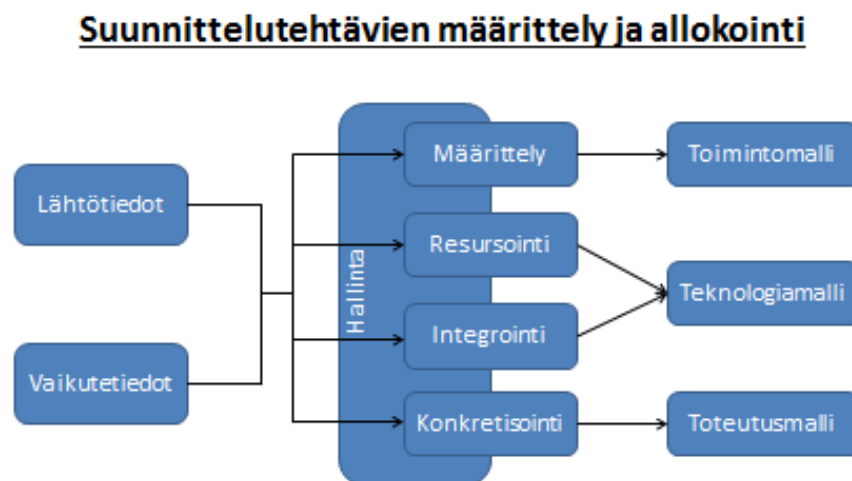 Suunnittelutehtävien määrittely ja allokointi
Lähtötiedot
Vaikutetiedot
Hallinta
Määrittely
Resursointi
Integrointi
Konkretisointi
Toimintomalli
Teknologiamalli
Toteutusmalli